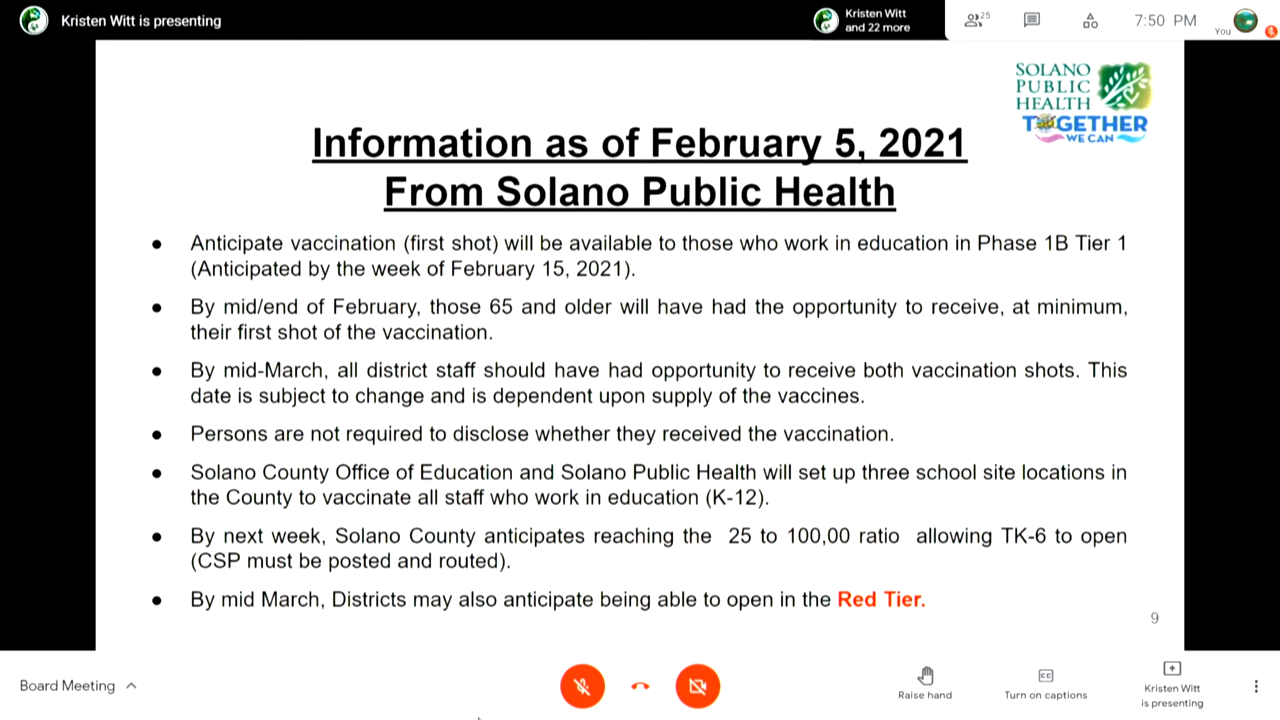 Kristen Witt is presenting
Kristen Witt
and 22 more
25
7:50 PM
You
SOLANO
PUBLIC
HEALTH
TOGETHER
WE CAN
Information as of February 5, 2021
From Solano Public Health
● Anticipate vaccination (first shot) will be available to those who work in education in Phase 1B Tier 1
(Anticipated by the week of February 15, 2021).
● By mid/end of February, those 65 and older will have had the opportunity to receive, at minimum,
their first shot of the vaccination.
● By mid-March, all district staff should have had opportunity to receive both vaccination shots. This
date is subject to change and is dependent upon supply of the vaccines.
● Persons are not required to disclose whether they received the vaccination.
● Solano County Office of Education and Solano Public Health will set up three school site locations in
the County to vaccinate all staff who work in education (K-12).
● By next week, Solano County anticipates reaching the 25 to 100,00 ratio allowing TK-6 to open
(CSP must be posted and routed).
● By mid March, Districts may also anticipate being able to open in the Red Tier.
9
Board Meeting
Raise hand
CC
Turn on captions
Kristen Witt
is presenting